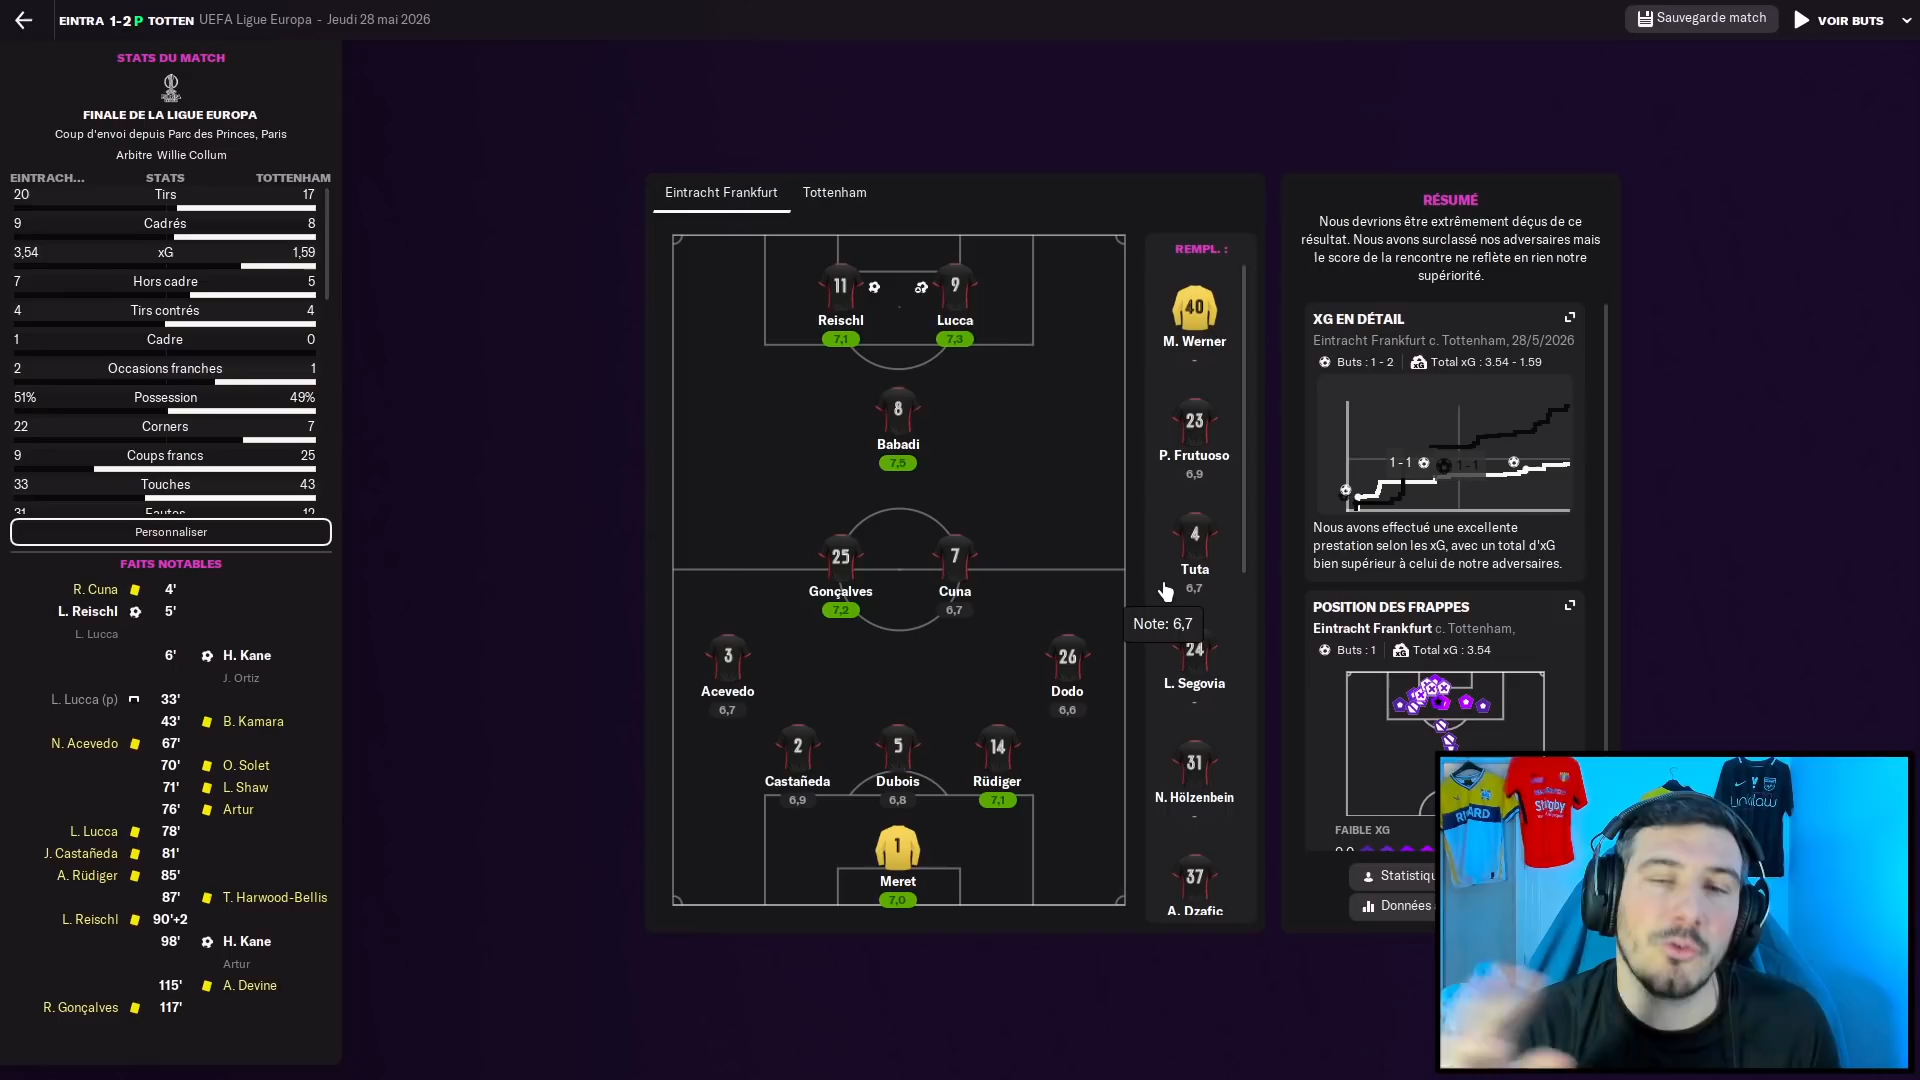 EINTRA 1-2 P TOTTEN UEFA Ligue Europa - Jeudi 28 mai 2026
Sauvegarde match
VOIR BUTS
STATS DU MATCH
FINALE DE LA LIGUE EUROPA
Coup d'envoi depuis Parc des Princes, Paris
Arbitre Willie Collum
EINTRACH... STATS TOTTENHAM
20 Tirs 17
9 Cadrés 8
3,54 xG 1,59
7 Hors cadre 5
4 Tirs contrés 4
1 Cadre 0
2 Occasions franches 1
51% Possession 49%
22 Corners 7
9 Coups francs 25
33 Touches 43
31 Fautes 12
Personnaliser
FAITS NOTABLES
R. Cuna 4'
L. Reischl 5'
L. Lucca
6' H. Kane
J. Ortiz
L. Lucca (p) 33'
43' B. Kamara
N. Acevedo 67'
70' O. Solet
71' L. Shaw
76' Artur
L. Lucca 78'
J. Castañeda 81'
A. Rüdiger 85'
87' T. Harwood-Bellis
L. Reischl 90'+2
98' H. Kane
Artur
115' A. Devine
R. Gonçalves 117'
Eintracht Frankfurt
Tottenham
11
Reischl
7,1
9
Lucca
7,3
8
Babadi
7,5
25
Gonçalves
7,2
7
Cuna
6,7
3
Acevedo
6,7
26
Dodo
6,6
2
Castañeda
6,9
5
Dubois
6,8
14
Rüdiger
7,1
1
Meret
7,0
REMPL. :
40
M. Werner
-
23
P. Frutuoso
6,9
4
Tuta
6,7
Note: 6,7
24
L. Segovia
-
31
N. Hölzenbein
-
37
A. Dzafic
RÉSUMÉ
Nous devrions être extrêmement déçus de ce
résultat. Nous avons surclassé nos adversaires mais
le score de la rencontre ne reflète en rien notre
supériorité.
XG EN DÉTAIL
Eintracht Frankfurt c. Tottenham, 28/5/2026
Buts : 1 - 2
Total xG : 3.54 - 1.59
1 - 1
1 - 1
Nous avons effectué une excellente
prestation selon les xG, avec un total d'xG
bien supérieur à celui de notre adversaires.
POSITION DES FRAPPES
Eintracht Frankfurt c. Tottenham,
Buts : 1
Total xG : 3.54
FAIBLE XG
0.0
Statistiqu
Données